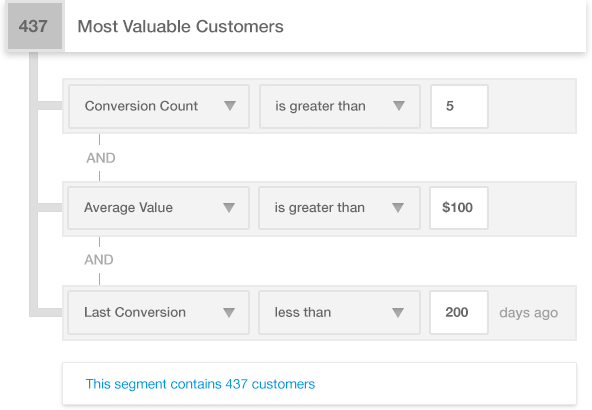 437 Most Valuable Customers
Conversion Count is greater than 5
AND
Average Value is greater than $100
AND
Last Conversion less than 200 days ago
This segment contains 437 customers